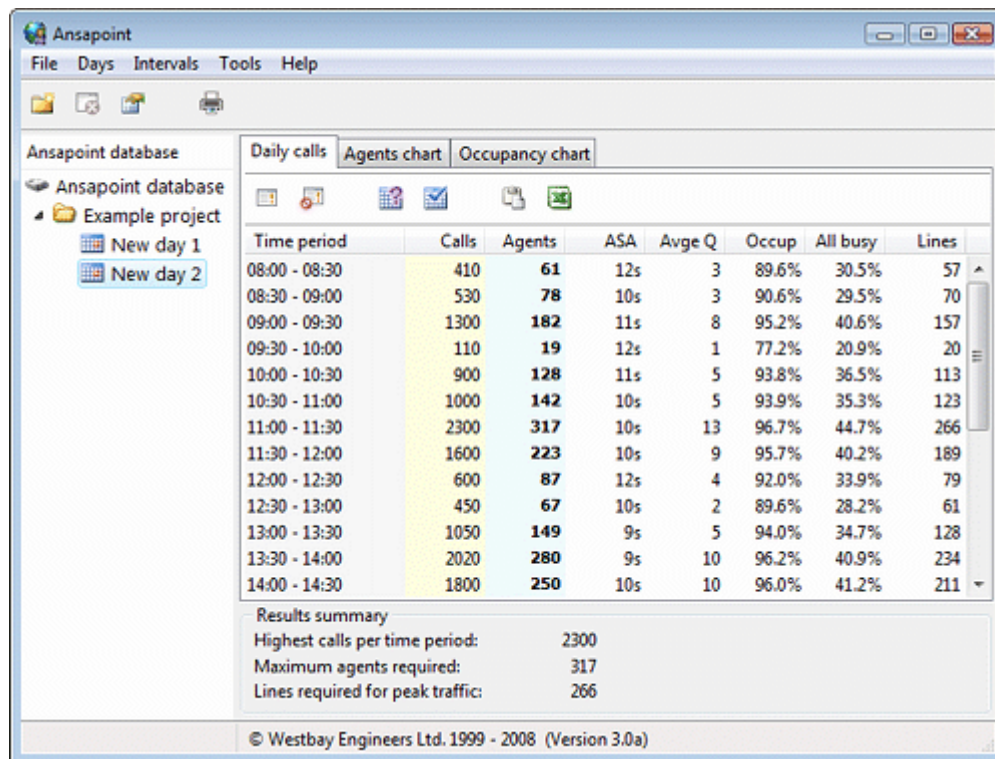 Ansapoint
File Days Intervals Tools Help
Ansapoint database
Ansapoint database
Example project
New day 1
New day 2
Daily calls Agents chart Occupancy chart
Time period Calls Agents ASA Avge Q Occup All busy Lines
08:00 - 08:30 410 61 12s 3 89.6% 30.5% 57
08:30 - 09:00 530 78 10s 3 90.6% 29.5% 70
09:00 - 09:30 1300 182 11s 8 95.2% 40.6% 157
09:30 - 10:00 110 19 12s 1 77.2% 20.9% 20
10:00 - 10:30 900 128 11s 5 93.8% 36.5% 113
10:30 - 11:00 1000 142 10s 5 93.9% 35.3% 123
11:00 - 11:30 2300 317 10s 13 96.7% 44.7% 266
11:30 - 12:00 1600 223 10s 9 95.7% 40.2% 189
12:00 - 12:30 600 87 12s 4 92.0% 33.9% 79
12:30 - 13:00 450 67 10s 2 89.6% 28.2% 61
13:00 - 13:30 1050 149 9s 5 94.0% 34.7% 128
13:30 - 14:00 2020 280 9s 10 96.2% 40.9% 234
14:00 - 14:30 1800 250 10s 10 96.0% 41.2% 211
Results summary
Highest calls per time period: 2300
Maximum agents required: 317
Lines required for peak traffic: 266
© Westbay Engineers Ltd. 1999 - 2008 (Version 3.0a)